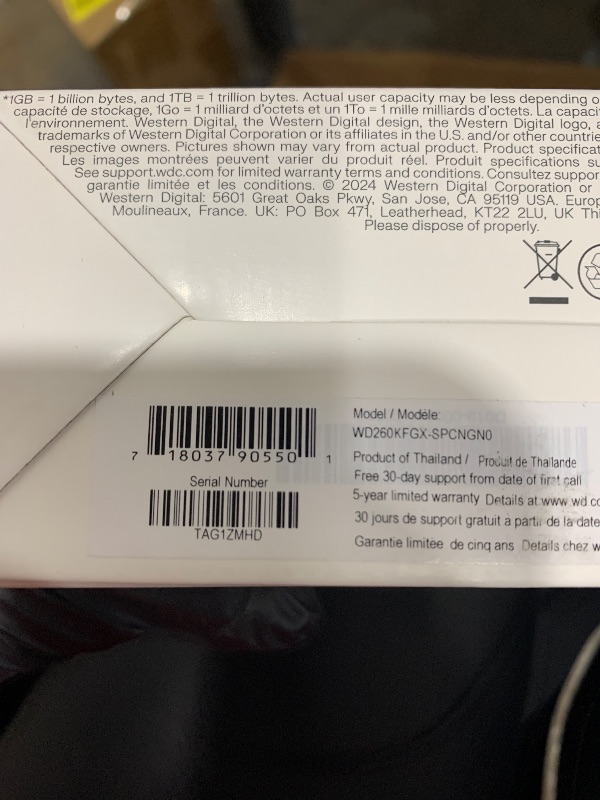 *1GB = 1 billion bytes, and 1TB = 1 trillion bytes. Actual user capacity may be less depending o
capacité de stockage, 1Go = 1 milliard d'octets et un 1To = 1 mille milliards d'octets. La capaci
l'environnement. Western Digital, the Western Digital design, the Western Digital logo, a
trademarks of Western Digital Corporation or its affiliates in the U.S. and/or other countrie
respective owners. Pictures shown may vary from actual product. Product specificat
Les images montrées peuvent varier du produit réel. Produit specifications su
See support.wdc.com for limited warranty terms and conditions. Consultez suppor
garantie limitée et les conditions. © 2024 Western Digital Corporation or
Western Digital: 5601 Great Oaks Pkwy, San Jose, CA 95119 USA. Europ
Moulineaux, France. UK: PO Box 471, Leatherhead, KT22 2LU, UK Thi
Please dispose of properly.
7 18037 90550 1
Serial Number
TAG1ZMHD
Model / Modèle:
WD260KFGX-SPCNGN0
Product of Thailand / Produit de Thaïlande
Free 30-day support from date of first call
5-year limited warranty Details at www.wd co
30 jours de support gratuit a partir de la date
Garantie limitee de cinq ans Details chez w